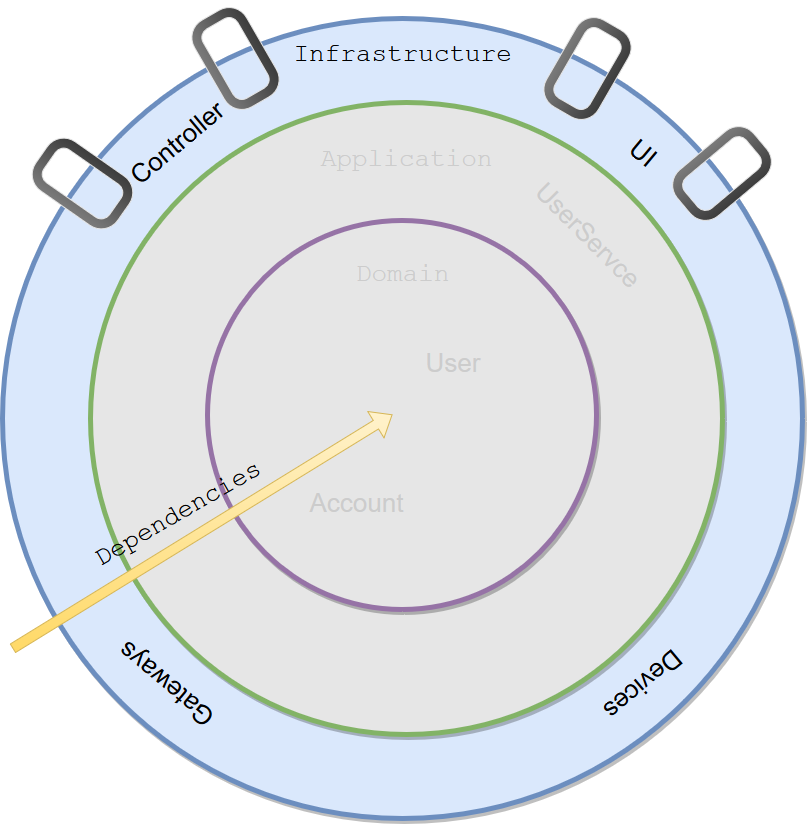 Infrastructure
Controller
UI
Application
UserServce
Domain
User
Dependencies
Account
Gateways
Devices